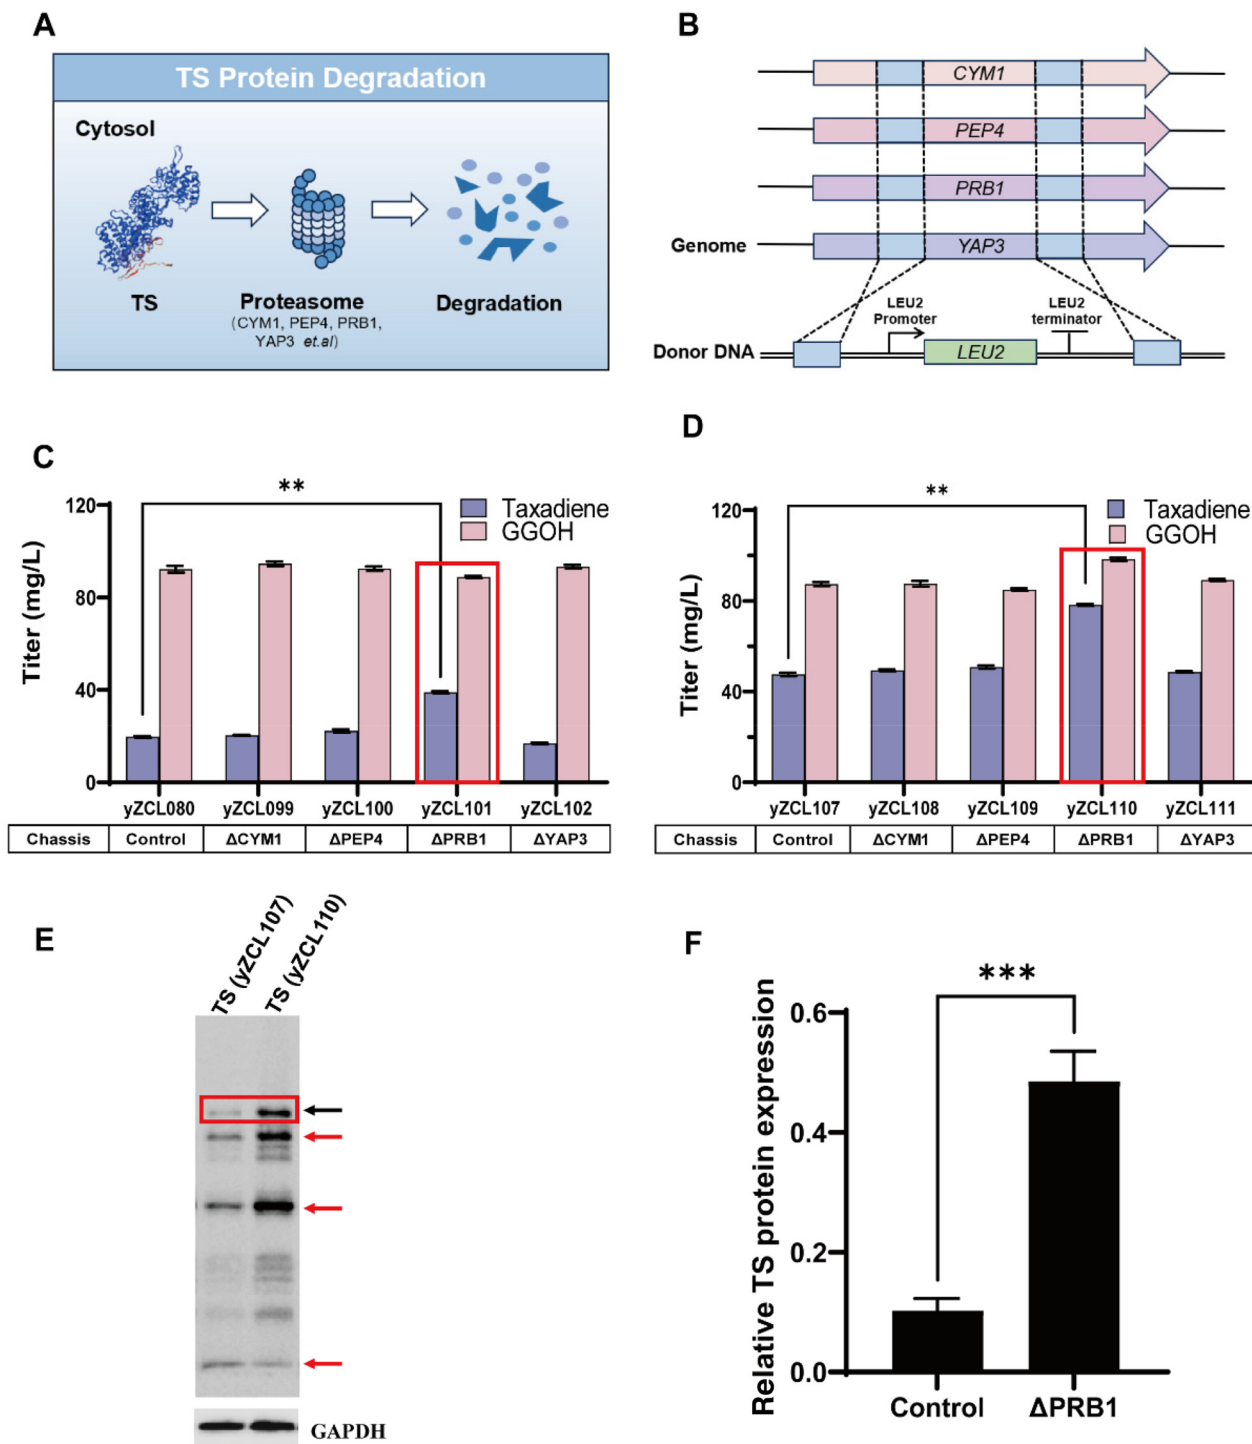 A
TS Protein Degradation
Cytosol
TS
Proteasome
(CYM1, PEP4, PRB1,
YAP3 et.al)
Degradation
B
CYM1
PEP4
PRB1
Genome
YAP3
LEU2
Promoter
LEU2
terminator
Donor DNA
LEU2
C
Titer (mg/L)
120
80
40
0
**
Taxadiene
GGOH
yZCL080 yZCL099 yZCL100 yZCL101 yZCL102
Chassis Control ΔCYM1 ΔPEP4 ΔPRB1 ΔYAP3
D
Titer (mg/L)
120
80
40
0
**
Taxadiene
GGOH
yZCL107 yZCL108 yZCL109 yZCL110 yZCL111
Chassis Control ΔCYM1 ΔPEP4 ΔPRB1 ΔYAP3
E
TS (yZCL107)
TS (yZCL110)
GAPDH
F
Relative TS protein expression
0.6
0.4
0.2
0.0
***
Control ΔPRB1